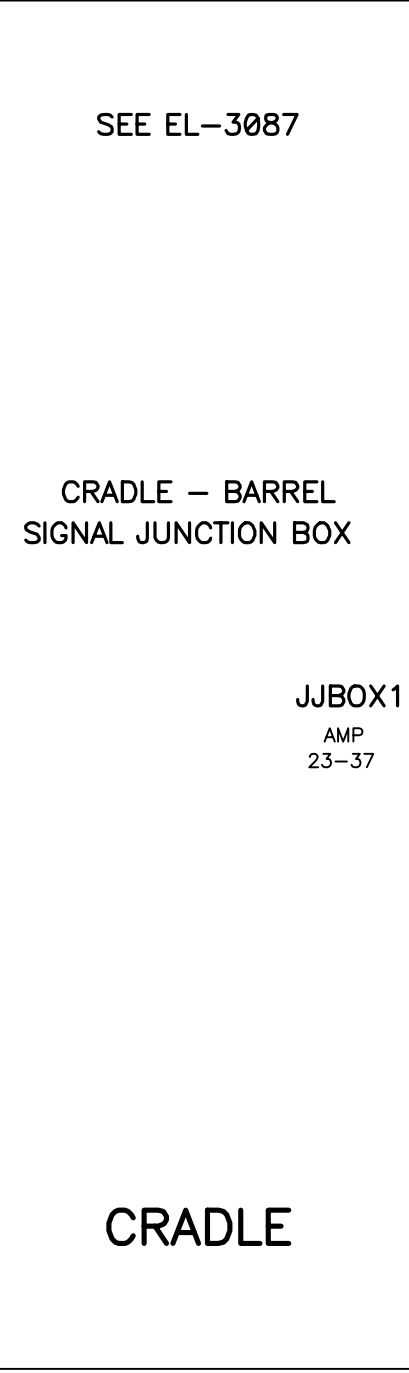 SEE EL-3087
CRADLE - BARREL
SIGNAL JUNCTION BOX
JJBOX1
AMP
23-37
CRADLE